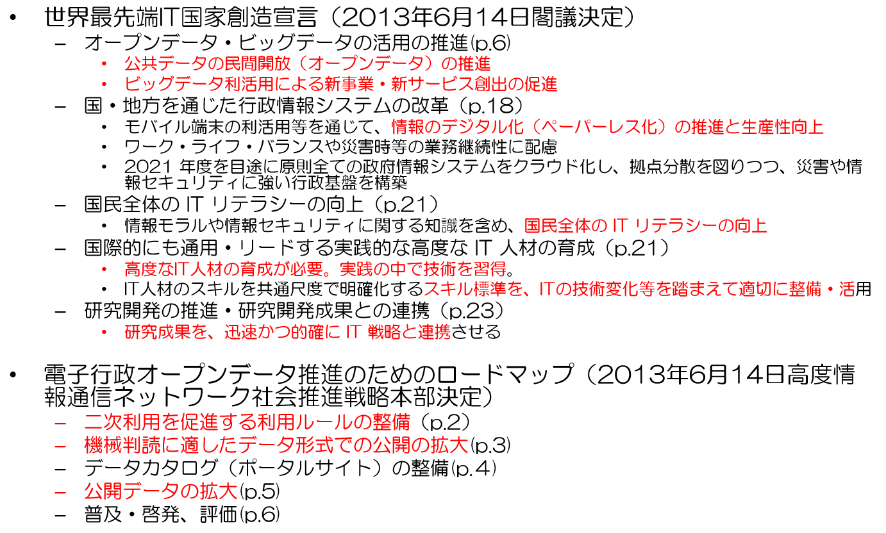 • 世界最先端IT国家創造宣言（2013年6月14日閣議決定）
– オープンデータ・ビッグデータの活用の推進(p.6)
• 公共データの民間開放（オープンデータ）の推進
• ビッグデータ利活用による新事業・新サービス創出の促進
– 国・地方を通じた行政情報システムの改革（p.18）
• モバイル端末の利活用等を通じて、情報のデジタル化（ペーパーレス化）の推進と生産性向上
• ワーク・ライフ・バランスや災害時等の業務継続性に配慮
• 2021 年度を目途に原則全ての政府情報システムをクラウド化し、拠点分散を図りつつ、災害や情
報セキュリティに強い行政基盤を構築
– 国民全体の IT リテラシーの向上（p.21）
• 情報モラルや情報セキュリティに関する知識を含め、国民全体の IT リテラシーの向上
– 国際的にも通用・リードする実践的な高度な IT 人材の育成（p.21）
• 高度なIT人材の育成が必要。実践の中で技術を習得。
• IT人材のスキルを共通尺度で明確化するスキル標準を、ITの技術変化等を踏まえて適切に整備・活用
– 研究開発の推進・研究開発成果との連携（p.23）
• 研究成果を、迅速かつ的確に IT 戦略と連携させる
• 電子行政オープンデータ推進のためのロードマップ（2013年6月14日高度情
報通信ネットワーク社会推進戦略本部決定）
– 二次利用を促進する利用ルールの整備（p.2）
– 機械判読に適したデータ形式での公開の拡大(p.3)
– データカタログ（ポータルサイト）の整備(p.4)
– 公開データの拡大(p.5)
– 普及・啓発、評価(p.6)